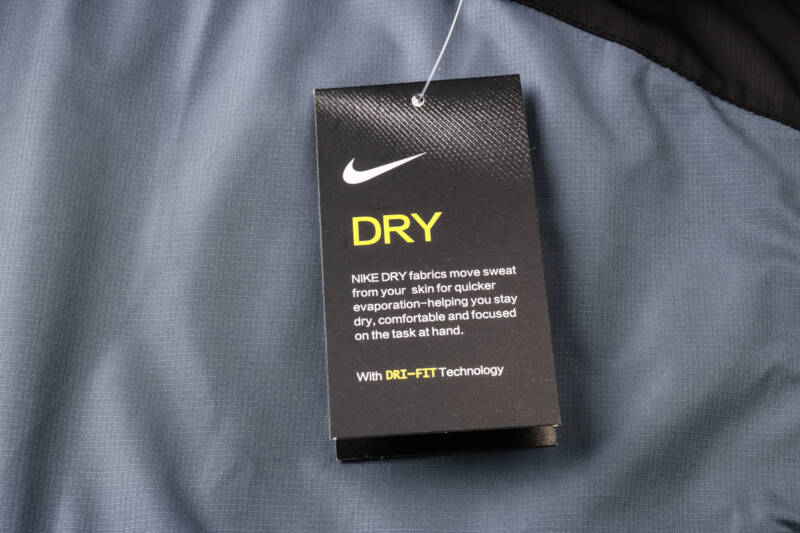 DRY
NIKE DRY fabrics move sweat
from your skin for quicker
evaporation–helping you stay
dry, comfortable and focused
on the task at hand.
With DRI–FIT Technology